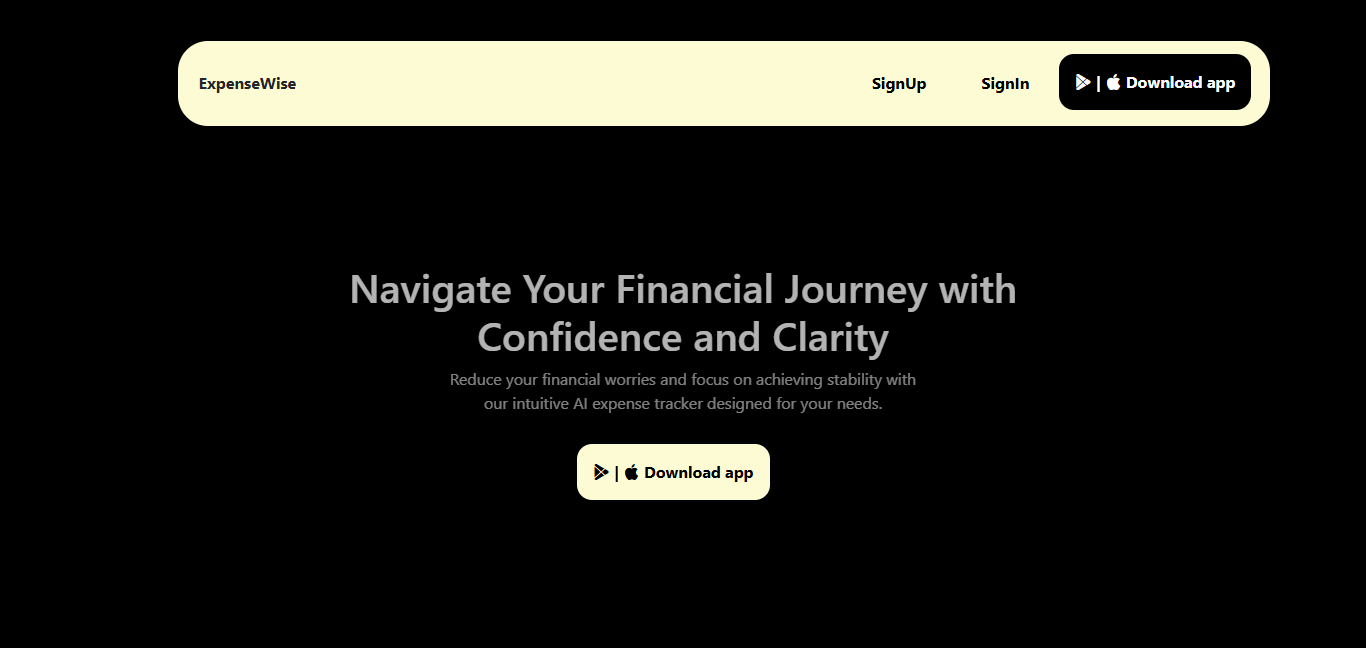 ExpenseWise SignUp SignIn | Download app
Navigate Your Financial Journey with
Confidence and Clarity
Reduce your financial worries and focus on achieving stability with
our intuitive AI expense tracker designed for your needs.
| Download app